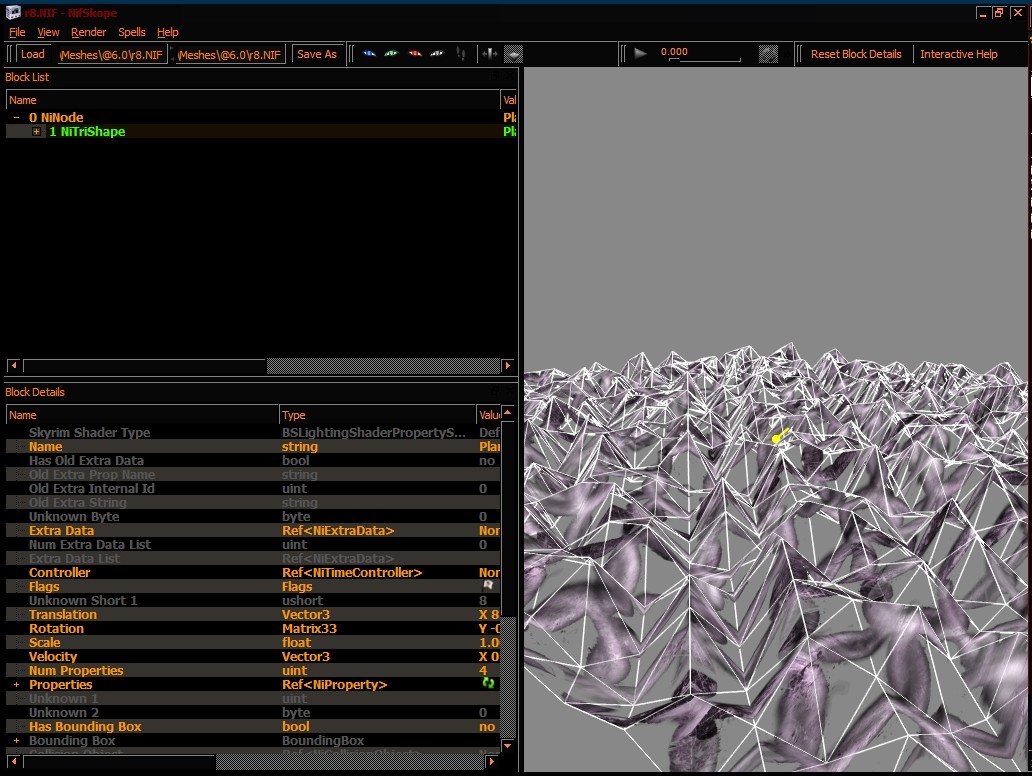 r8.NIF - NifSkope
File View Render Spells Help
Load Meshes\@6.0\r8.NIF Meshes\@6.0\r8.NIF Save As 0.000 Reset Block Details Interactive Help
Block List
Name Val
- 0 NiNode Pla
+ 1 NiTriShape Pla
Block Details
Name Type Value
Skyrim Shader Type BSLightingShaderPropertyS... Def
Name string Plan
Has Old Extra Data bool no
Old Extra Prop Name string
Old Extra Internal Id uint 0
Old Extra String string
Unknown Byte byte 0
Extra Data Ref<NiExtraData> Non
Num Extra Data List uint 0
Extra Data List Ref<NiExtraData>
Controller Ref<NiTimeController> Non
Flags Flags
Unknown Short 1 ushort 8
Translation Vector3 X 8
Rotation Matrix33 Y -0
Scale float 1.0
Velocity Vector3 X 0
Num Properties uint 4
+ Properties Ref<NiProperty>
Unknown 1 uint
Unknown 2 byte 0
Has Bounding Box bool no
+ Bounding Box BoundingBox